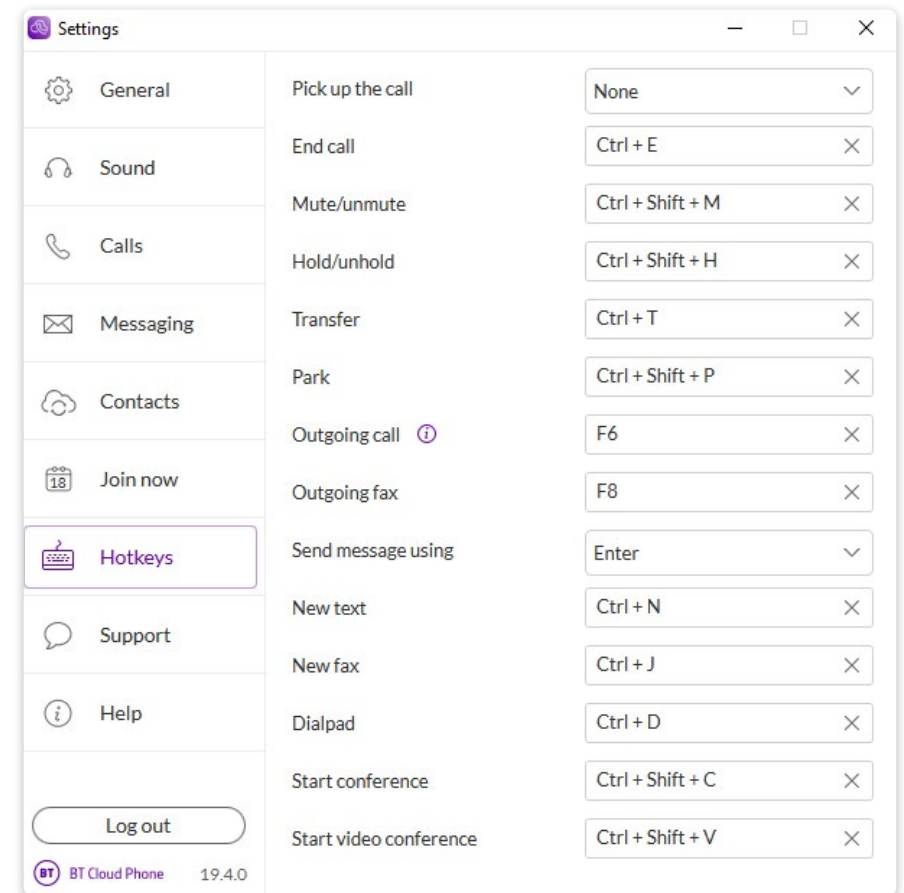 Settings
General
Sound
Calls
Messaging
Contacts
18
Join now
Hotkeys
Support
Help
Log out
BT BT Cloud Phone 19.4.0
Pick up the call None
End call Ctrl + E
Mute/unmute Ctrl + Shift + M
Hold/unhold Ctrl + Shift + H
Transfer Ctrl + T
Park Ctrl + Shift + P
Outgoing call i F6
Outgoing fax F8
Send message using Enter
New text Ctrl + N
New fax Ctrl + J
Dialpad Ctrl + D
Start conference Ctrl + Shift + C
Start video conference Ctrl + Shift + V